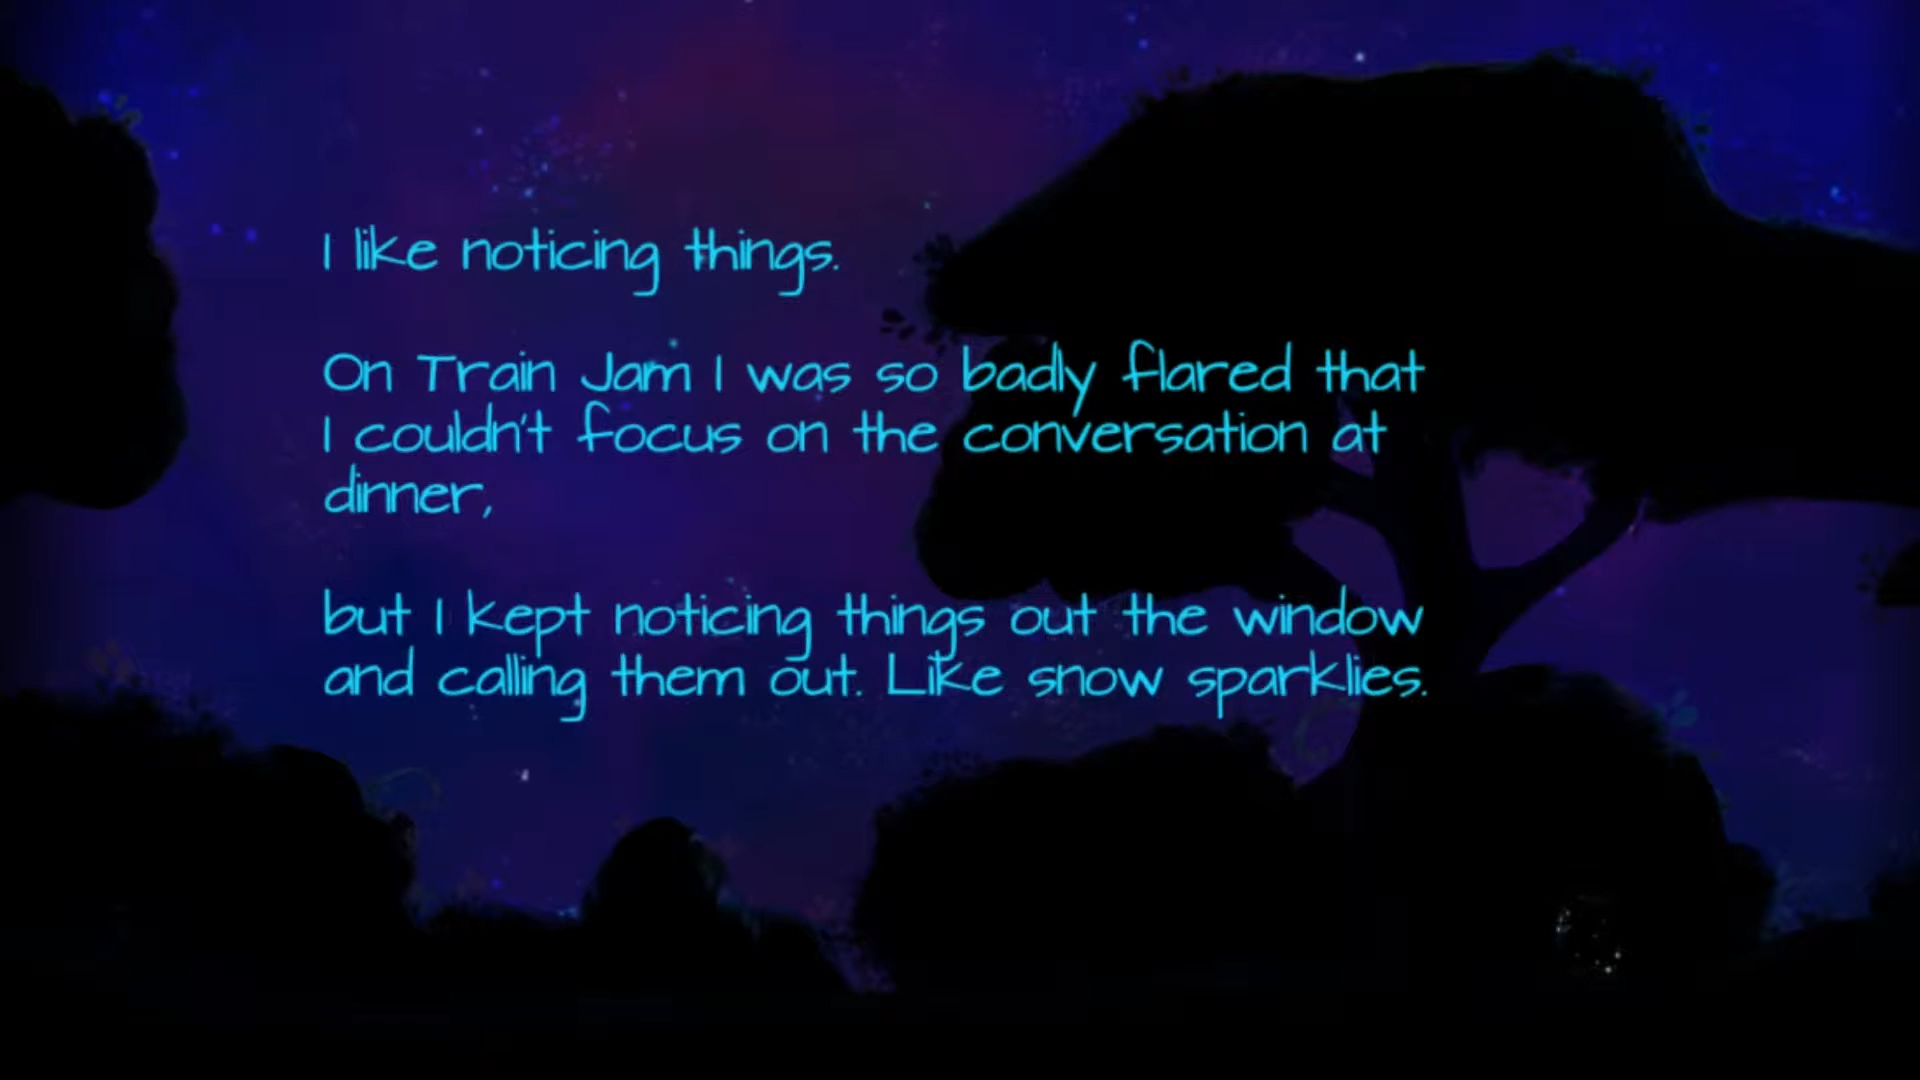 I like noticing things.
On Train Jam I was so badly flared that
I couldn't focus on the conversation at
dinner,
but I kept noticing things out the window
and calling them out. Like snow sparklies.